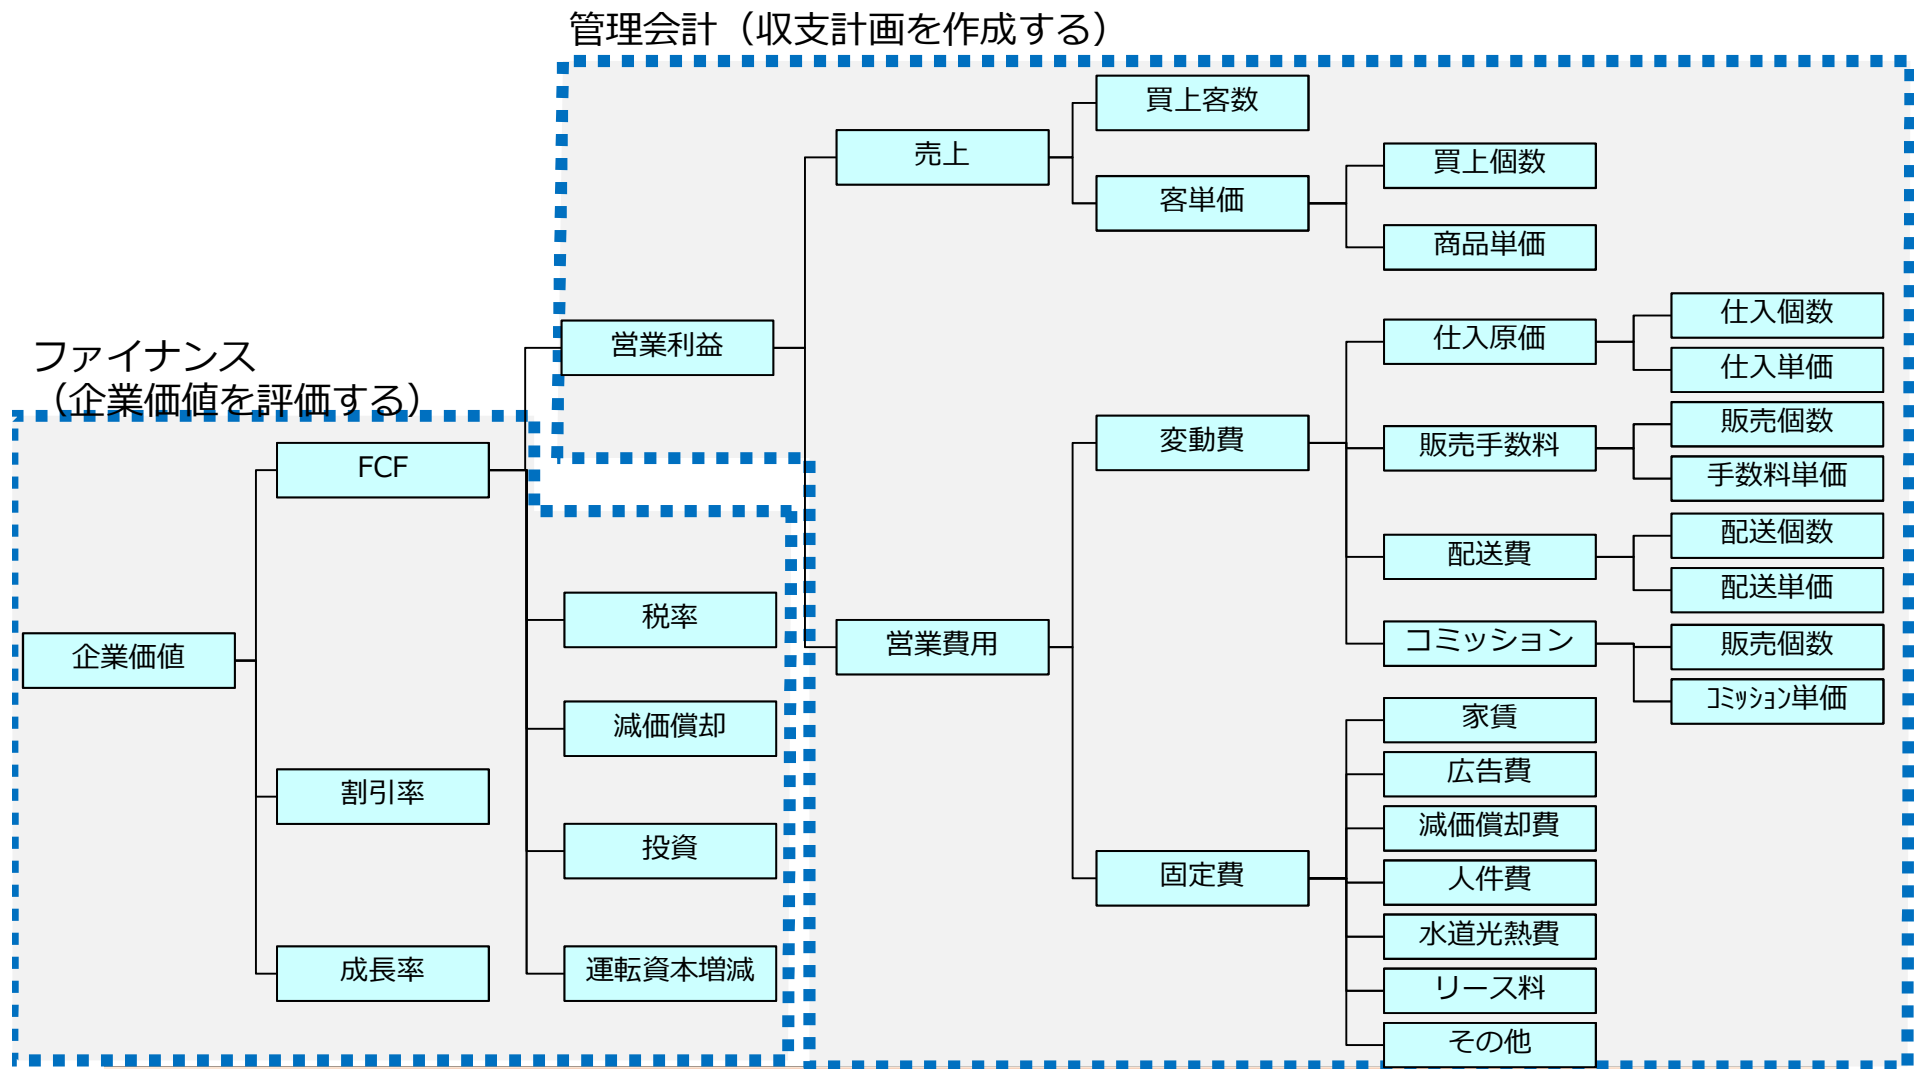 管理会計（収支計画を作成する）
買上客数
売上
買上個数
客単価
商品単価
仕入個数
営業利益
仕入原価
仕入単価
ファイナンス
（企業価値を評価する）
販売個数
変動費
販売手数料
FCF
手数料単価
配送個数
配送費
配送単価
税率
営業費用
コミッション
販売個数
企業価値
コミッション単価
家賃
減価償却
広告費
割引率
減価償却費
投資
固定費
人件費
水道光熱費
成長率
運転資本増減
リース料
その他